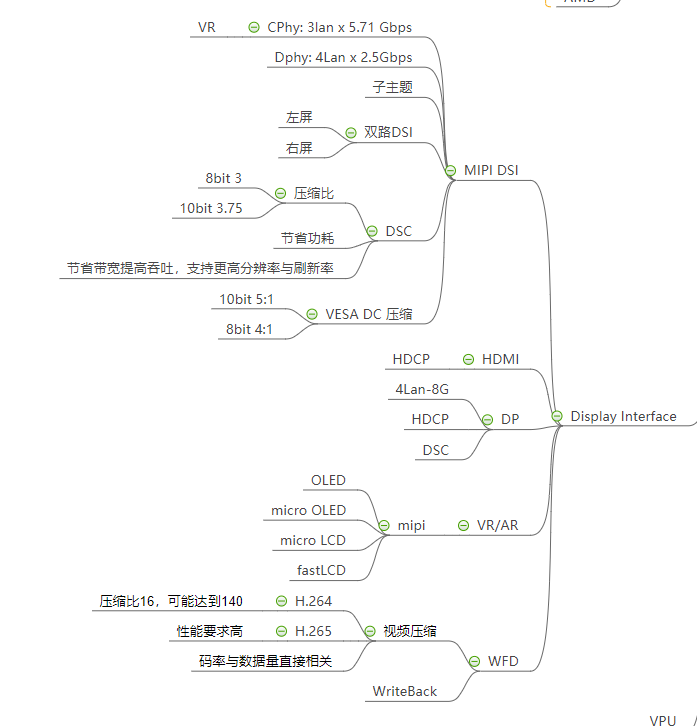 AMD
VR
CPhy: 3lan x 5.71 Gbps
Dphy: 4Lan x 2.5Gbps
子主题
左屏
双路DSI
右屏
MIPI DSI
8bit 3
压缩比
10bit 3.75
DSC
节省功耗
节省带宽提高吞吐，支持更高分辨率与刷新率
10bit 5:1
VESA DC 压缩
8bit 4:1
HDCP
HDMI
4Lan-8G
Display Interface
HDCP
DP
DSC
OLED
micro OLED
mipi
VR/AR
micro LCD
fastLCD
压缩比16，可能达到140
H.264
性能要求高
H.265
视频压缩
码率与数据量直接相关
WFD
WriteBack
VPU